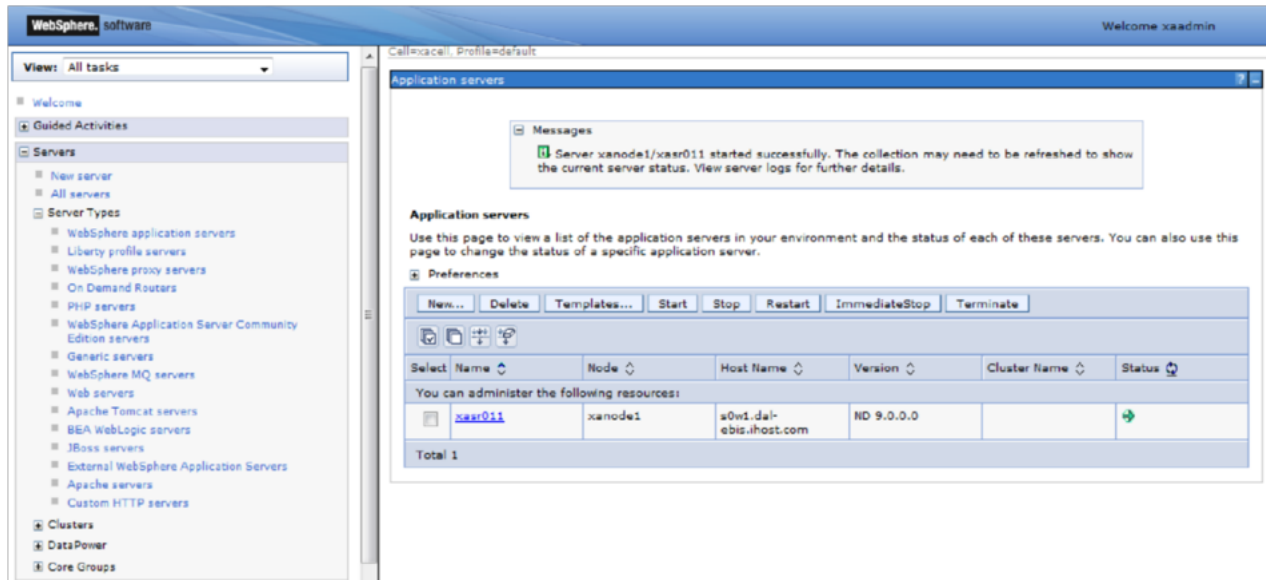 WebSphere. software
Welcome xaadmin
View: All tasks
Welcome
Guided Activities
Servers
New server
All servers
Server Types
WebSphere application servers
Liberty profile servers
WebSphere proxy servers
On Demand Routers
PHP servers
WebSphere Application Server Community
Edition servers
Generic servers
WebSphere MQ servers
Web servers
Apache Tomcat servers
BEA WebLogic servers
JBoss servers
External WebSphere Application Servers
Apache servers
Custom HTTP servers
Clusters
DataPower
Core Groups
Cell=xacell, Profile=default
Application servers
Messages
Server xanode1/xasr011 started successfully. The collection may need to be refreshed to show
the current server status. View server logs for further details.
Application servers
Use this page to view a list of the application servers in your environment and the status of each of these servers. You can also use this
page to change the status of a specific application server.
Preferences
New... Delete Templates... Start Stop Restart ImmediateStop Terminate
Select Name Node Host Name Version Cluster Name Status
You can administer the following resources:
xasr011 xanode1 s0w1.dal- ND 9.0.0.0
ebis.ihost.com
Total 1